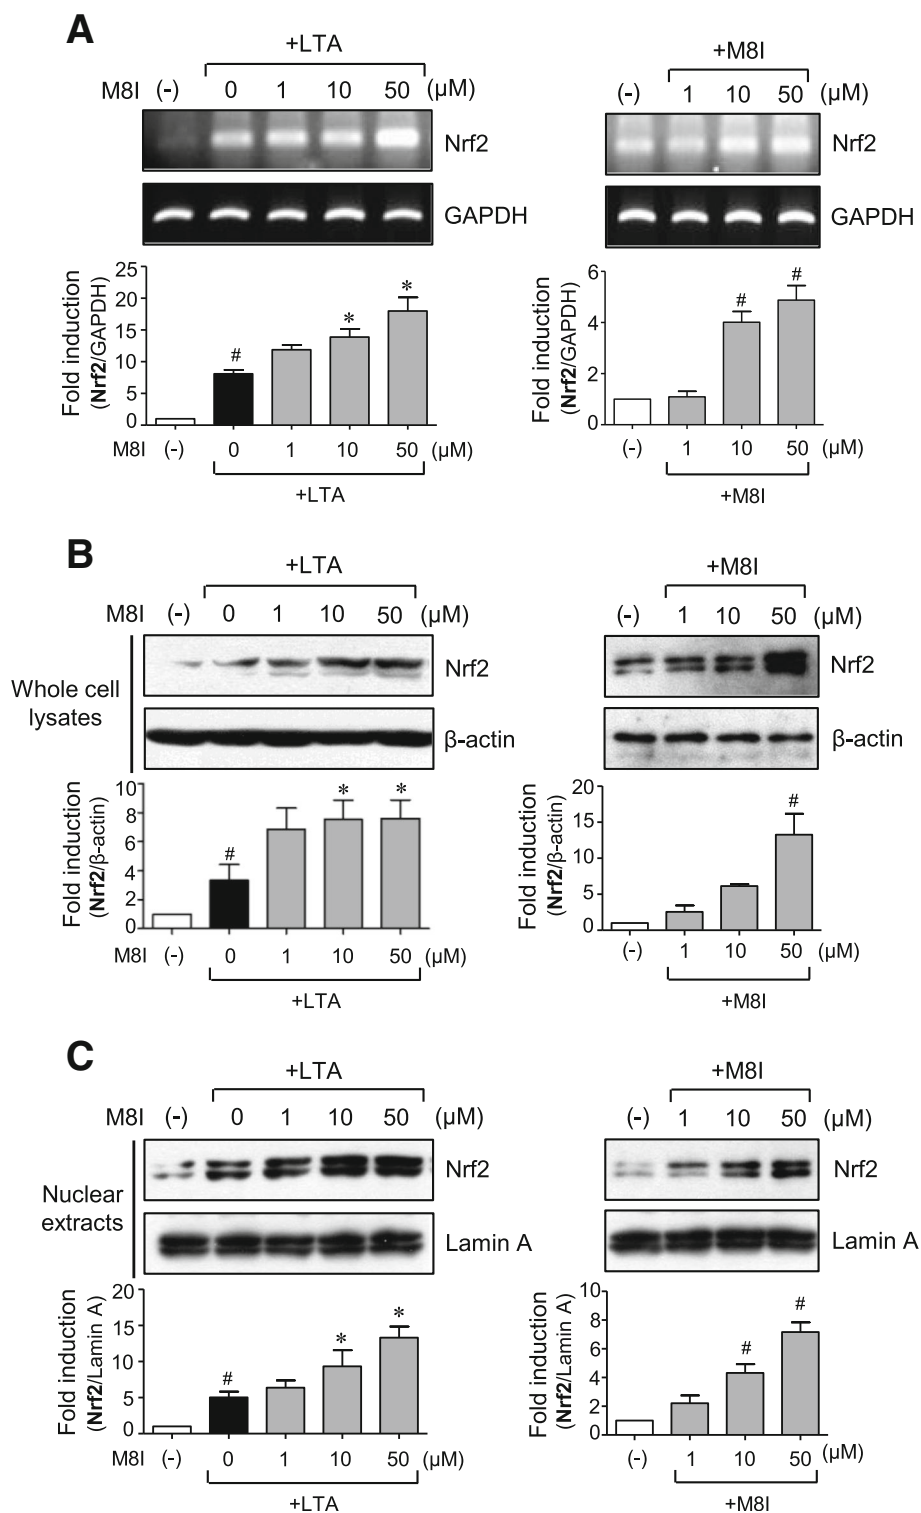 A
+LTA
M8I (-) 0 1 10 50 (μM)
Nrf2
GAPDH
Fold induction
(Nrf2/GAPDH)
25
20
15
10
5
0
#
*
*
M8I (-) 0 1 10 50 (μM)
+LTA
+M8I
(-) 1 10 50 (μM)
Nrf2
GAPDH
Fold induction
(Nrf2/GAPDH)
6
4
2
0
#
#
(-) 1 10 50 (μM)
+M8I
B
+LTA
M8I (-) 0 1 10 50 (μM)
Whole cell
lysates
Nrf2
β-actin
Fold induction
(Nrf2/β-actin)
10
8
6
4
2
0
#
*
*
M8I (-) 0 1 10 50 (μM)
+LTA
+M8I
(-) 1 10 50 (μM)
Nrf2
β-actin
Fold induction
(Nrf2/β-actin)
20
15
10
5
0
#
(-) 1 10 50 (μM)
+M8I
C
+LTA
M8I (-) 0 1 10 50 (μM)
Nuclear
extracts
Nrf2
Lamin A
Fold induction
(Nrf2/Lamin A)
20
15
10
5
0
#
*
*
M8I (-) 0 1 10 50 (μM)
+LTA
+M8I
(-) 1 10 50 (μM)
Nrf2
Lamin A
Fold induction
(Nrf2/Lamin A)
10
8
6
4
2
0
#
#
(-) 1 10 50 (μM)
+M8I